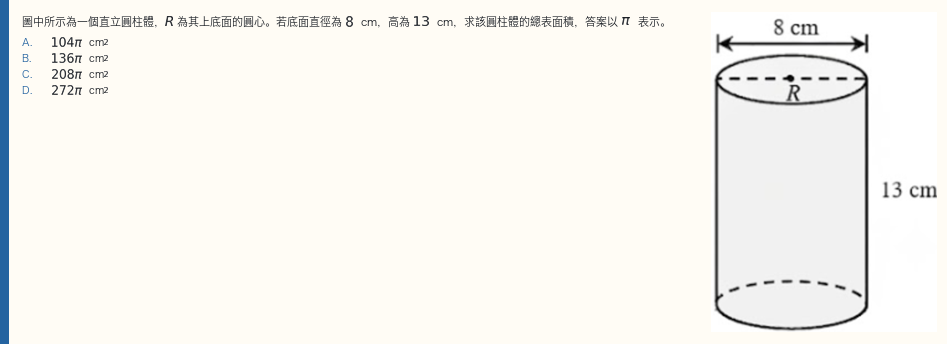 圖中所示為一個直立圓柱體，R 為其上底面的圓心。若底面直徑為 8 cm，高為 13 cm，求該圓柱體的總表面積，答案以 π 表示。
A. 104π cm2
B. 136π cm2
C. 208π cm2
D. 272π cm2
8 cm
R
13 cm